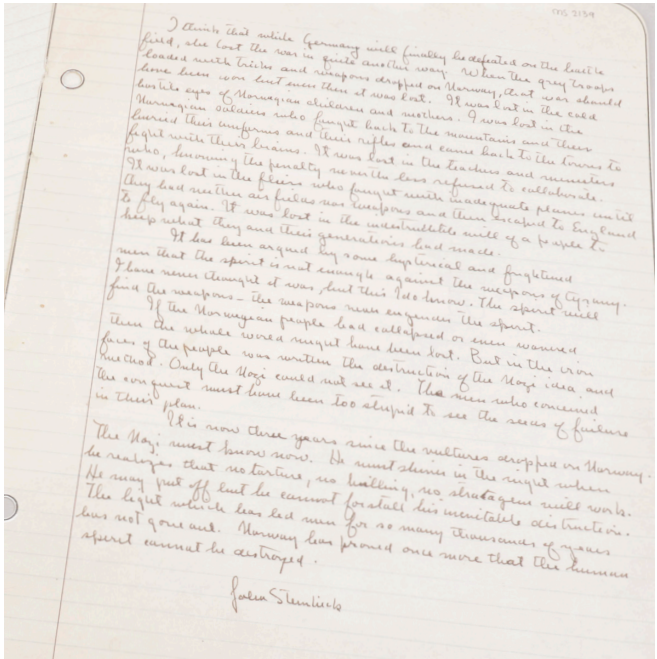 MS 2139
I think that while Germany will finally be defeated on the battle
field, she lost the war in quite another way. When the grey troops
loaded with tricks and weapons dropped on Norway, that war should
have been won but even then it was lost. It was lost in the cold
hostile eyes of Norwegian children and mothers. I was lost in the
Norwegian soldiers who fought back to the mountains and then
buried their uniforms and their rifles and came back to the towns to
fight with their brains. It was lost in the teachers and ministers
who, knowing the penalty never the less refused to collaborate.
It was lost in the fliers who fought with inadequate planes until
they had neither air fields nor weapons and then escaped to England
to fly again. It was lost in the indestructible will of a people to
keep what they and their generations had made.
It has been argued by some hysterical and frightened
men that the spirit is not enough against the weapons of tyranny.
I have never thought it was, but this I do know. The spirit will
find the weapons – the weapons never engender the spirit.
If the Norwegian people had collapsed or even wavered
then the whole world might have been lost. But in the iron
faces of the people was written the destruction of the Nazi idea and
method. Only the Nazi could not see it. The men who conceived
the conquest must have been too stupid to see the seeds of failure
in their plan.
It is now three years since the vultures dropped on Norway.
The Nazi must know now. He must shiver in the night when
he realizes that no torture, no killing, no stratagem will work.
He may put off but he cannot forstall his inevitable destruction.
The light which has led men for so many thousands of years
has not gone out. Norway has proved once more that the human
spirit cannot be destroyed.
John Steinbeck